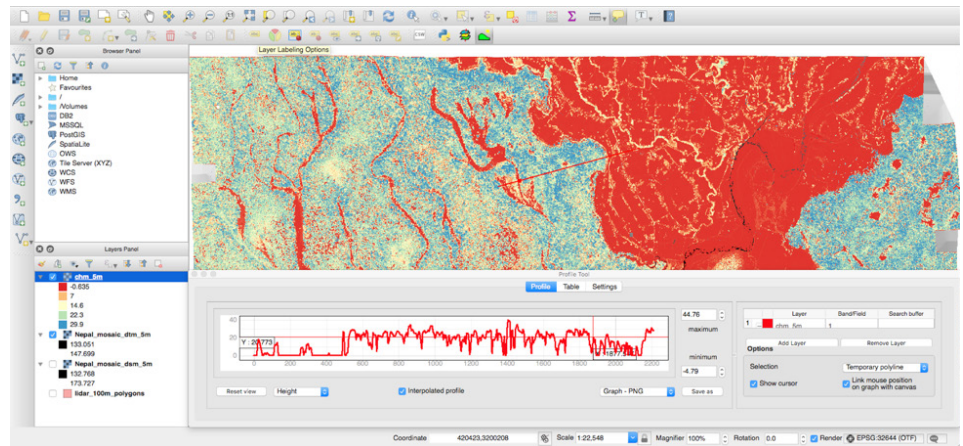 Layer Labeling Options
Browser Panel
Home
Favourites
/
/Volumes
DB2
MSSQL
PostGIS
SpatiaLite
OWS
Tile Server (XYZ)
WCS
WFS
WMS
Layers Panel
chm_5m
-0.635
7
14.6
22.3
29.9
Nepal_mosaic_dtm_5m
133.051
147.699
Nepal_mosaic_dsm_5m
132.768
173.727
lidar_100m_polygons
Profile Tool
Profile Table Settings
40
20
0
Y : 20.773
0 200 400 600 800 1000 1200 1400 1600 1800 2000 2200
44.76
maximum
minimum
-4.79
Reset view Height Interpolated profile Graph - PNG Save as
Layer Band/Field Search buffer
1 chm_5m 1
Add Layer Remove Layer
Options
Selection Temporary polyline
Show cursor Link mouse position on graph with canvas
Coordinate 420423,3200208 Scale 1:22,548 Magnifier 100% Rotation 0.0 Render EPSG:32644 (OTF)